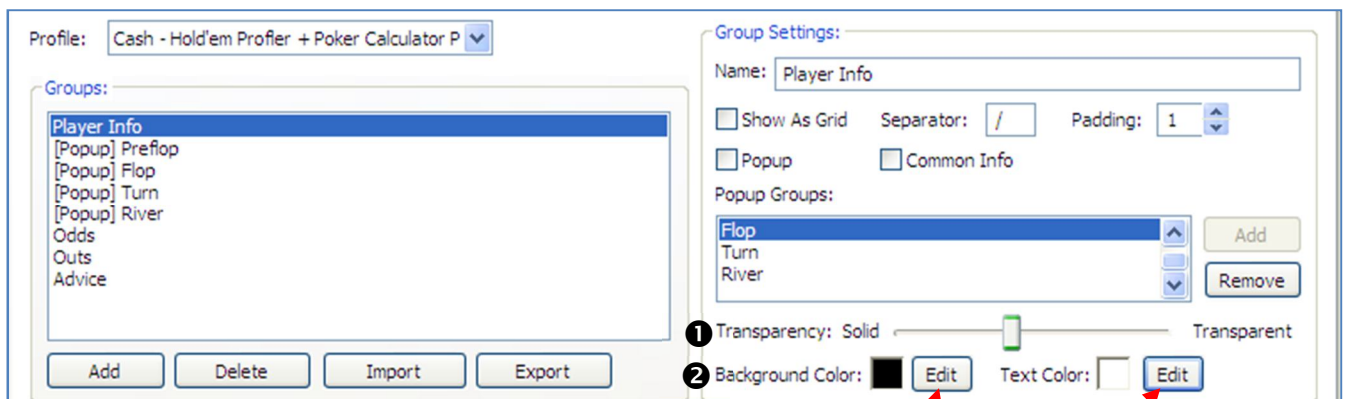 Profile: Cash - Hold'em Profler + Poker Calculator P
Groups:
Player Info
[Popup] Preflop
[Popup] Flop
[Popup] Turn
[Popup] River
Odds
Outs
Advice
Add Delete Import Export
Group Settings:
Name: Player Info
Show As Grid Separator: / Padding: 1
Popup Common Info
Popup Groups:
Flop
Turn
River
Add
Remove
❶ Transparency: Solid Transparent
❷ Background Color: Edit Text Color: Edit